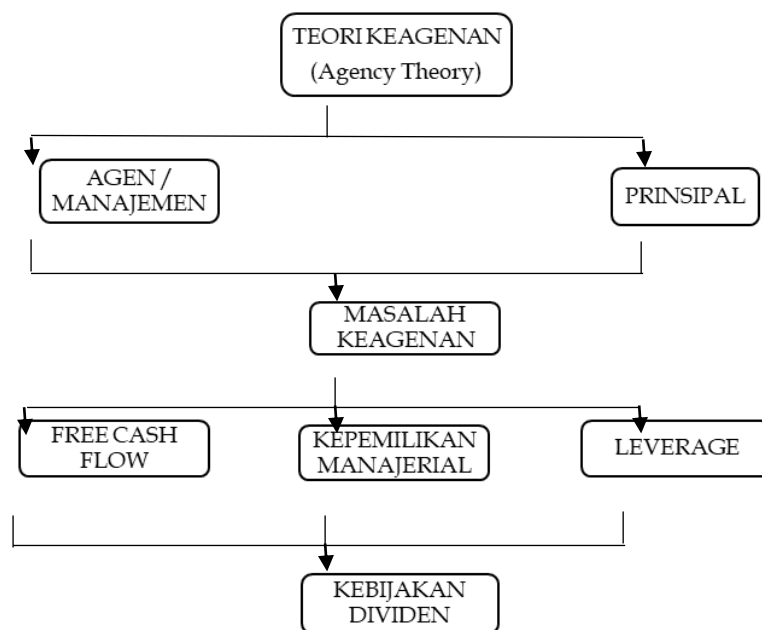 TEORI KEAGENAN
(Agency Theory)
AGEN /
MANAJEMEN
PRINSIPAL
MASALAH
KEAGENAN
FREE CASH
FLOW
KEPEMILIKAN
MANAJERIAL
LEVERAGE
KEBIJAKAN
DIVIDEN